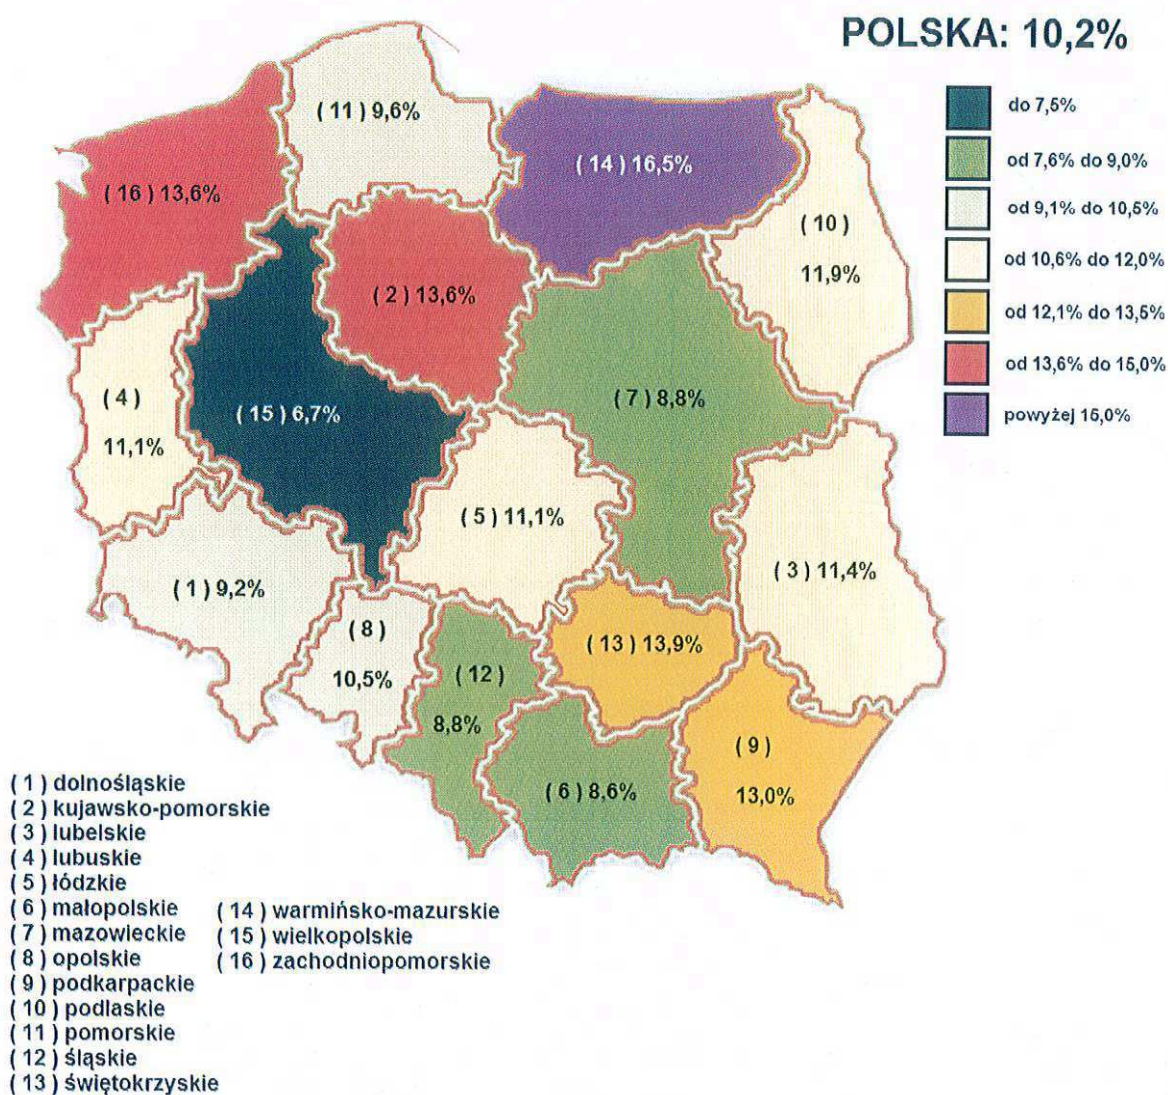 POLSKA: 10,2%
do 7,5%
od 7,6% do 9,0%
od 9,1% do 10,5%
od 10,6% do 12,0%
od 12,1% do 13,5%
od 13,6% do 15,0%
powyżej 15,0%
( 11 ) 9,6%
( 14 ) 16,5%
( 16 ) 13,6%
( 10 )
11,9%
( 2 ) 13,6%
( 4 )
11,1%
( 15 ) 6,7%
( 7 ) 8,8%
( 5 ) 11,1%
( 3 ) 11,4%
( 1 ) 9,2%
( 8 )
10,5%
( 13 ) 13,9%
( 12 )
8,8%
( 9 )
13,0%
( 6 ) 8,6%
( 1 ) dolnośląskie
( 2 ) kujawsko-pomorskie
( 3 ) lubelskie
( 4 ) lubuskie
( 5 ) łódzkie
( 6 ) małopolskie
( 7 ) mazowieckie
( 8 ) opolskie
( 9 ) podkarpackie
( 10 ) podlaskie
( 11 ) pomorskie
( 12 ) śląskie
( 13 ) świętokrzyskie
( 14 ) warmińsko-mazurskie
( 15 ) wielkopolskie
( 16 ) zachodniopomorskie